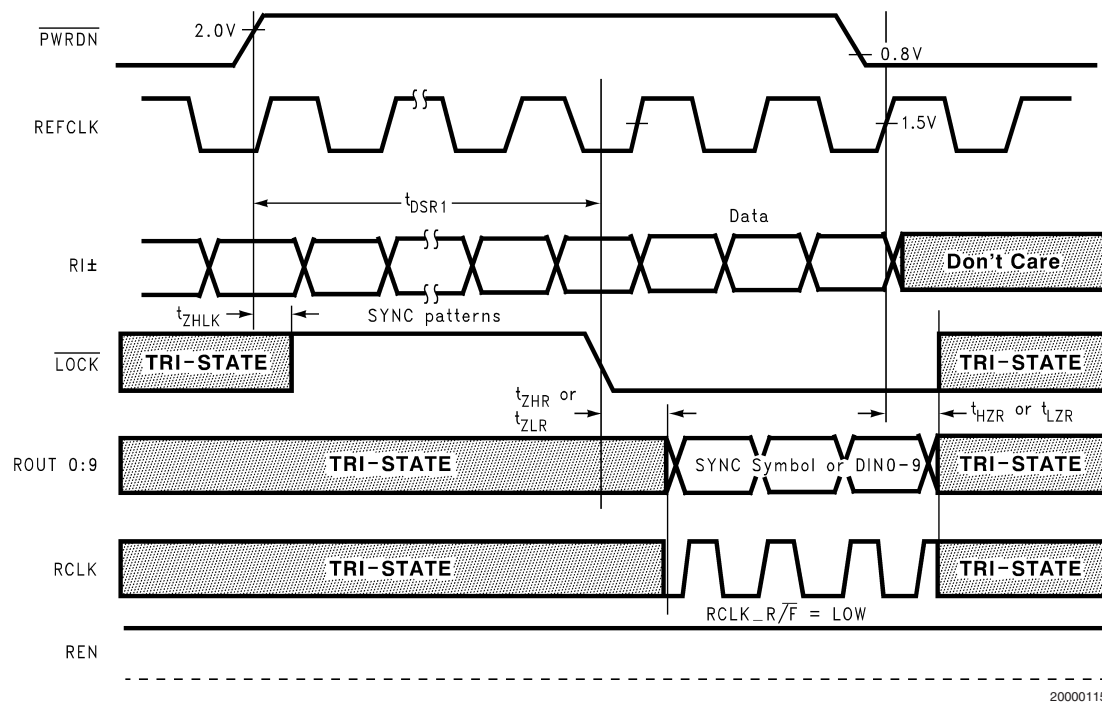 2.0V
PWRDN
0.8V
REFCLK
1.5V
tDSR1
Data
RI±
Don't Care
tZHLK
SYNC patterns
LOCK
TRI-STATE
TRI-STATE
tZHR or
tZLR
tHZR or tLZR
ROUT 0:9
TRI-STATE
SYNC Symbol or DIN0-9
TRI-STATE
RCLK
TRI-STATE
TRI-STATE
RCLK_R/F = LOW
REN
20000115